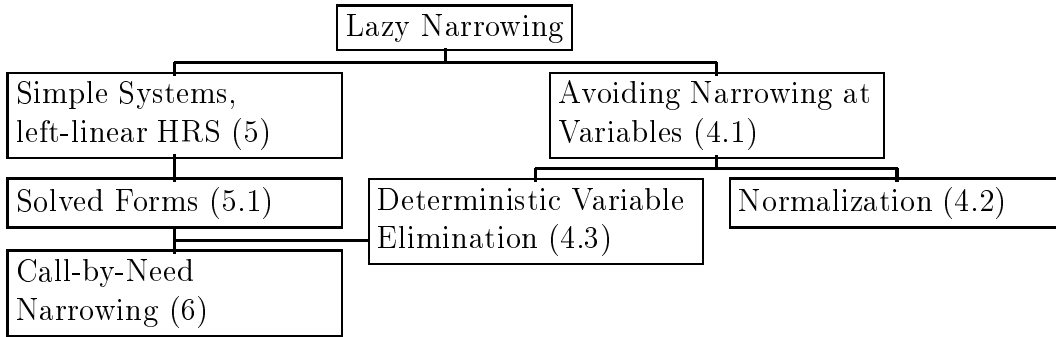 Lazy Narrowing
Simple Systems,
left-linear HRS (5)
Avoiding Narrowing at
Variables (4.1)
Solved Forms (5.1)
Deterministic Variable
Elimination (4.3)
Normalization (4.2)
Call-by-Need
Narrowing (6)